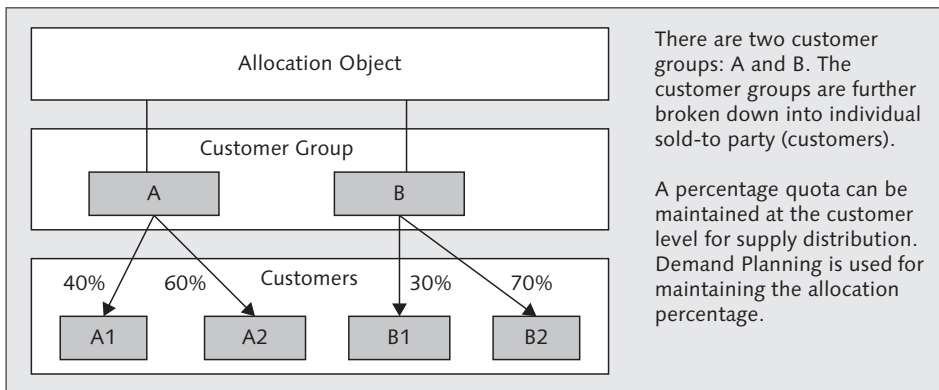 Allocation Object
Customer Group
A
B
Customers
40%
60%
30%
70%
A1
A2
B1
B2
There are two customer
groups: A and B. The
customer groups are further
broken down into individual
sold-to party (customers).
A percentage quota can be
maintained at the customer
level for supply distribution.
Demand Planning is used for
maintaining the allocation
percentage.